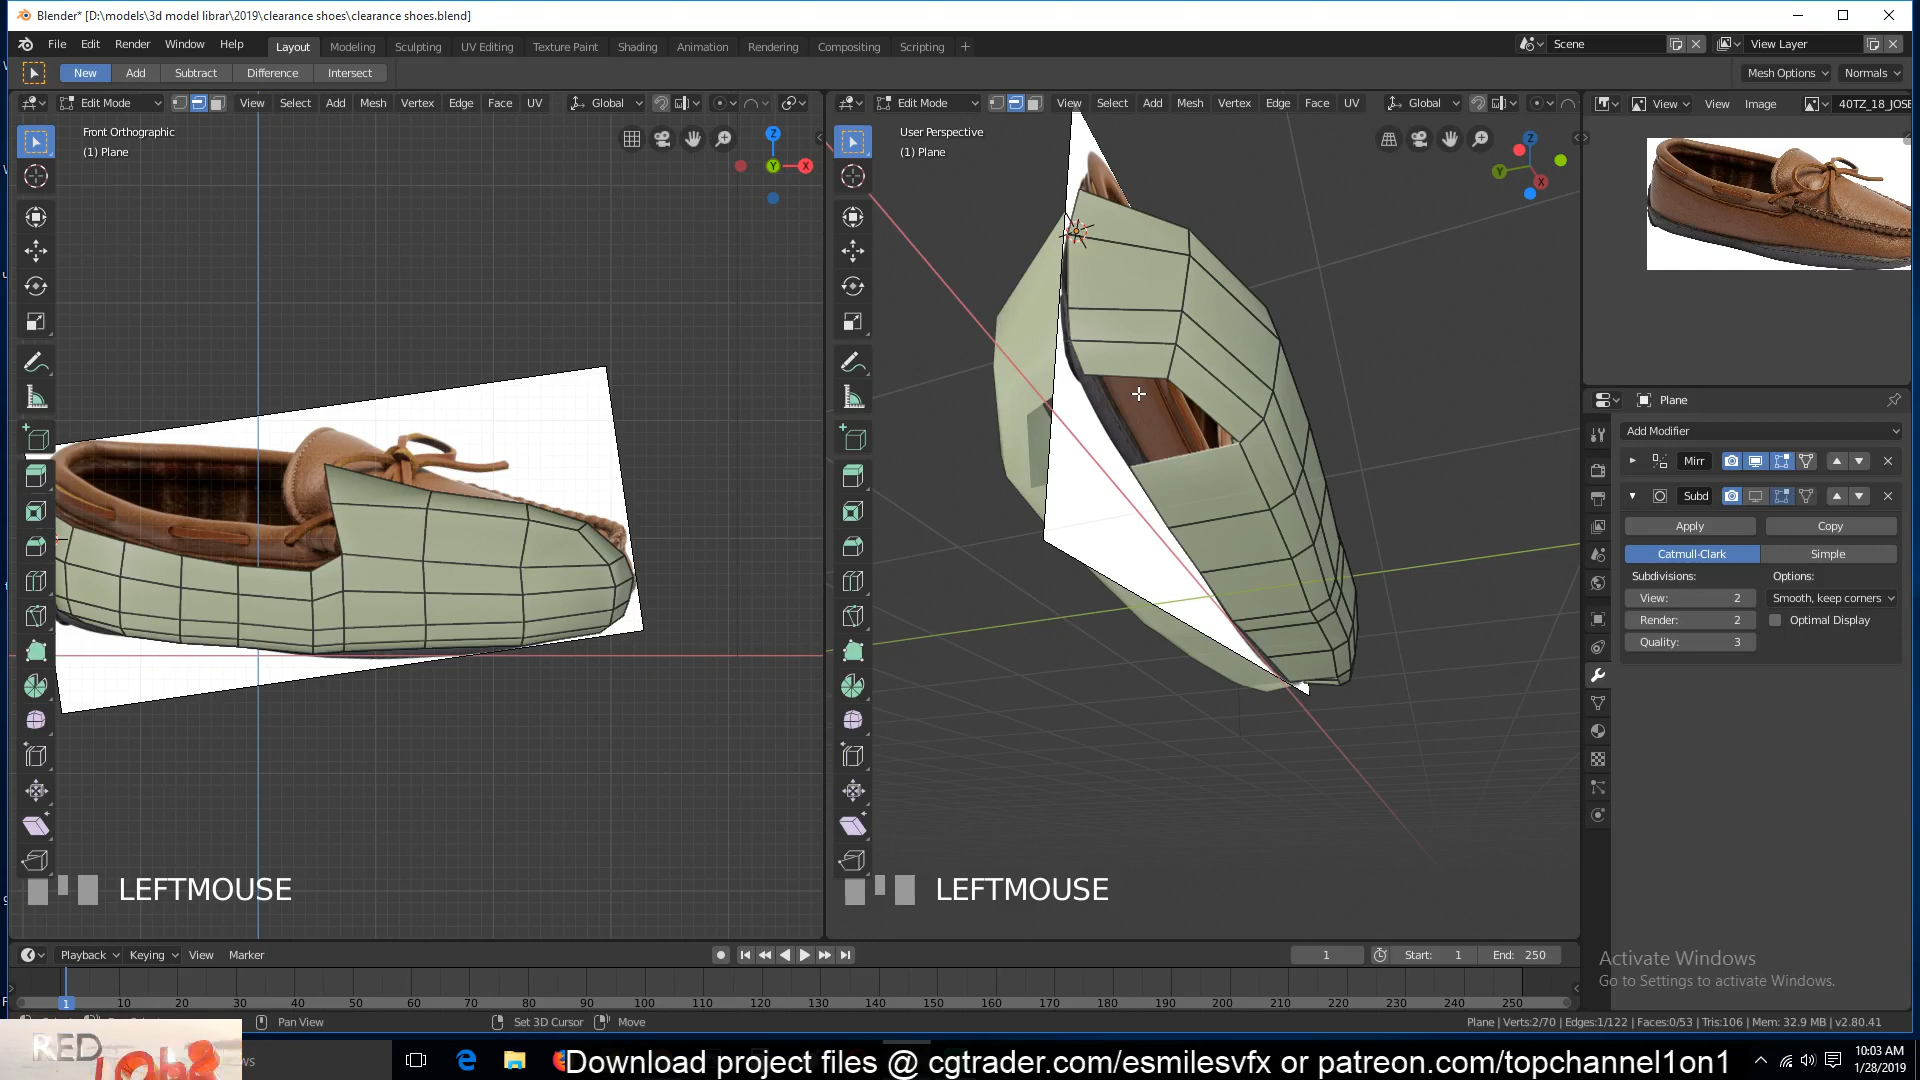 Blender* [D:\models\3d model librar\2019\clearance shoes\clearance shoes.blend]
File Edit Render Window Help Layout Modeling Sculpting UV Editing Texture Paint Shading Animation Rendering Compositing Scripting + Scene View Layer
New Add Subtract Difference Intersect Mesh Options Normals
Edit Mode View Select Add Mesh Vertex Edge Face UV Global
Edit Mode View Select Add Mesh Vertex Edge Face UV Global
View View Image 40TZ_18_JOSE
Front Orthographic
(1) Plane
User Perspective
(1) Plane
Z
Y
X
Z
Y
X
Plane
Add Modifier
Mirr
Subd
Apply Copy
Catmull-Clark Simple
Subdivisions: Options:
View: 2 Smooth, keep corners
Render: 2 Optimal Display
Quality: 3
LEFTMOUSE
LEFTMOUSE
Activate Windows
Go to Settings to activate Windows.
Playback Keying View Marker 1 Start: 1 End: 250
1 10 20 30 40 50 60 70 80 90 100 110 120 130 140 150 160 170 180 190 200 210 220 230 240 250
Pan View Set 3D Cursor Move Plane | Verts:2/70 | Edges:1/122 | Faces:0/53 | Tris:106 | Mem: 32.9 MB | v2.80.41
RED
Download project files @ cgtrader.com/esmilesvfx or patreon.com/topchannel1on1
10:03 AM
1/28/2019